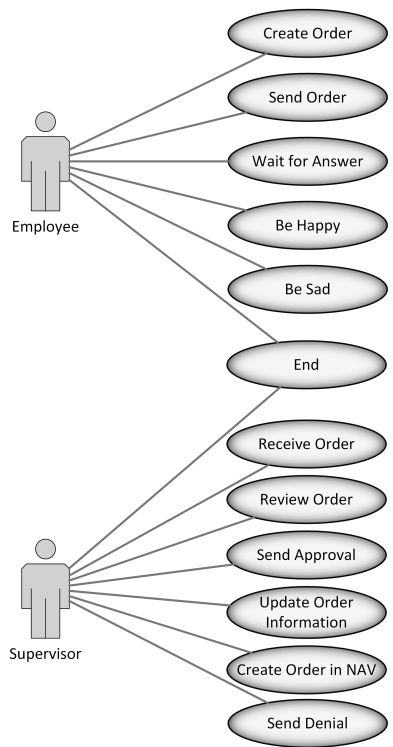 Create Order
Send Order
Wait for Answer
Employee
Be Happy
Be Sad
End
Receive Order
Review Order
Send Approval
Update Order
Information
Supervisor
Create Order in NAV
Send Denial